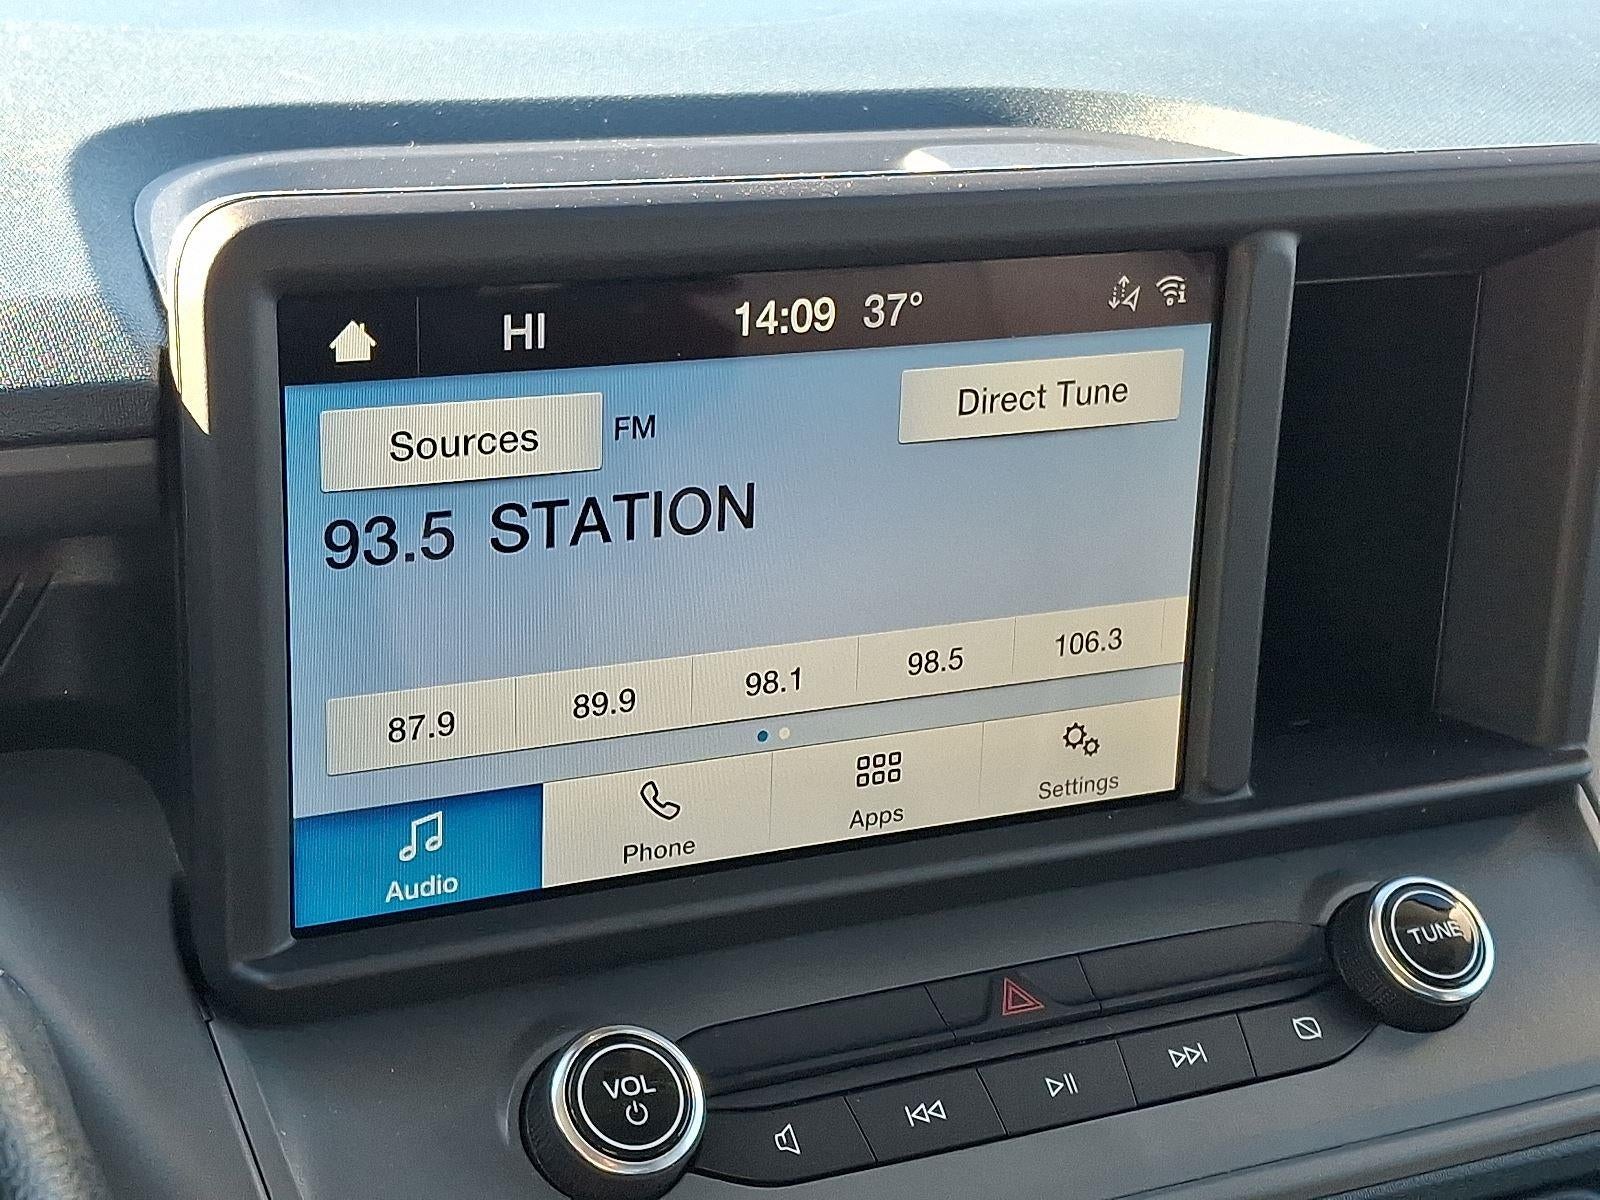 HI 14:09 37°
Sources FM Direct Tune
93.5 STATION
87.9 89.9 98.1 98.5 106.3
Audio Phone Apps Settings
TUNE
VOL